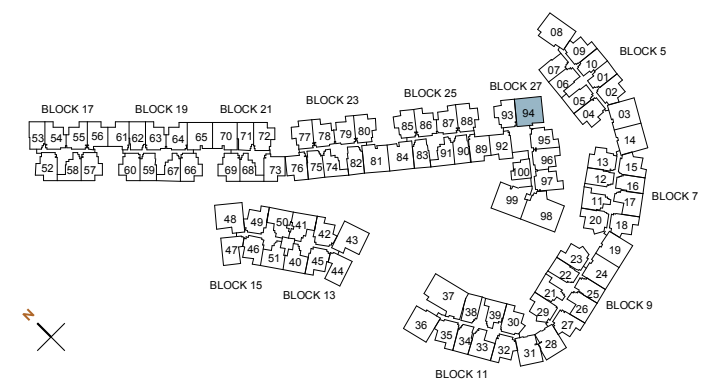 08
BLOCK 5
09
10
07
01
06
02
05
04
03
14
BLOCK 27
93 94
95
92
96
100
97
99
98
BLOCK 25
85 86 87 88
84 83 91 90 89
BLOCK 23
77 78 79 80
76 75 74 82 81
BLOCK 17 BLOCK 19 BLOCK 21
53 54 55 56 61 62 63 64 65 70 71 72
52 58 57 60 59 67 66 69 68 73
13 15
12 16
11 17
20 18
BLOCK 7
19
23
24
22
21 25
29 26
27
28
BLOCK 9
48 49 50 41 42 43
47 46 51 40 45 44
BLOCK 15
BLOCK 13
37
38 39 30
36 35 34 33 32 31
BLOCK 11
N